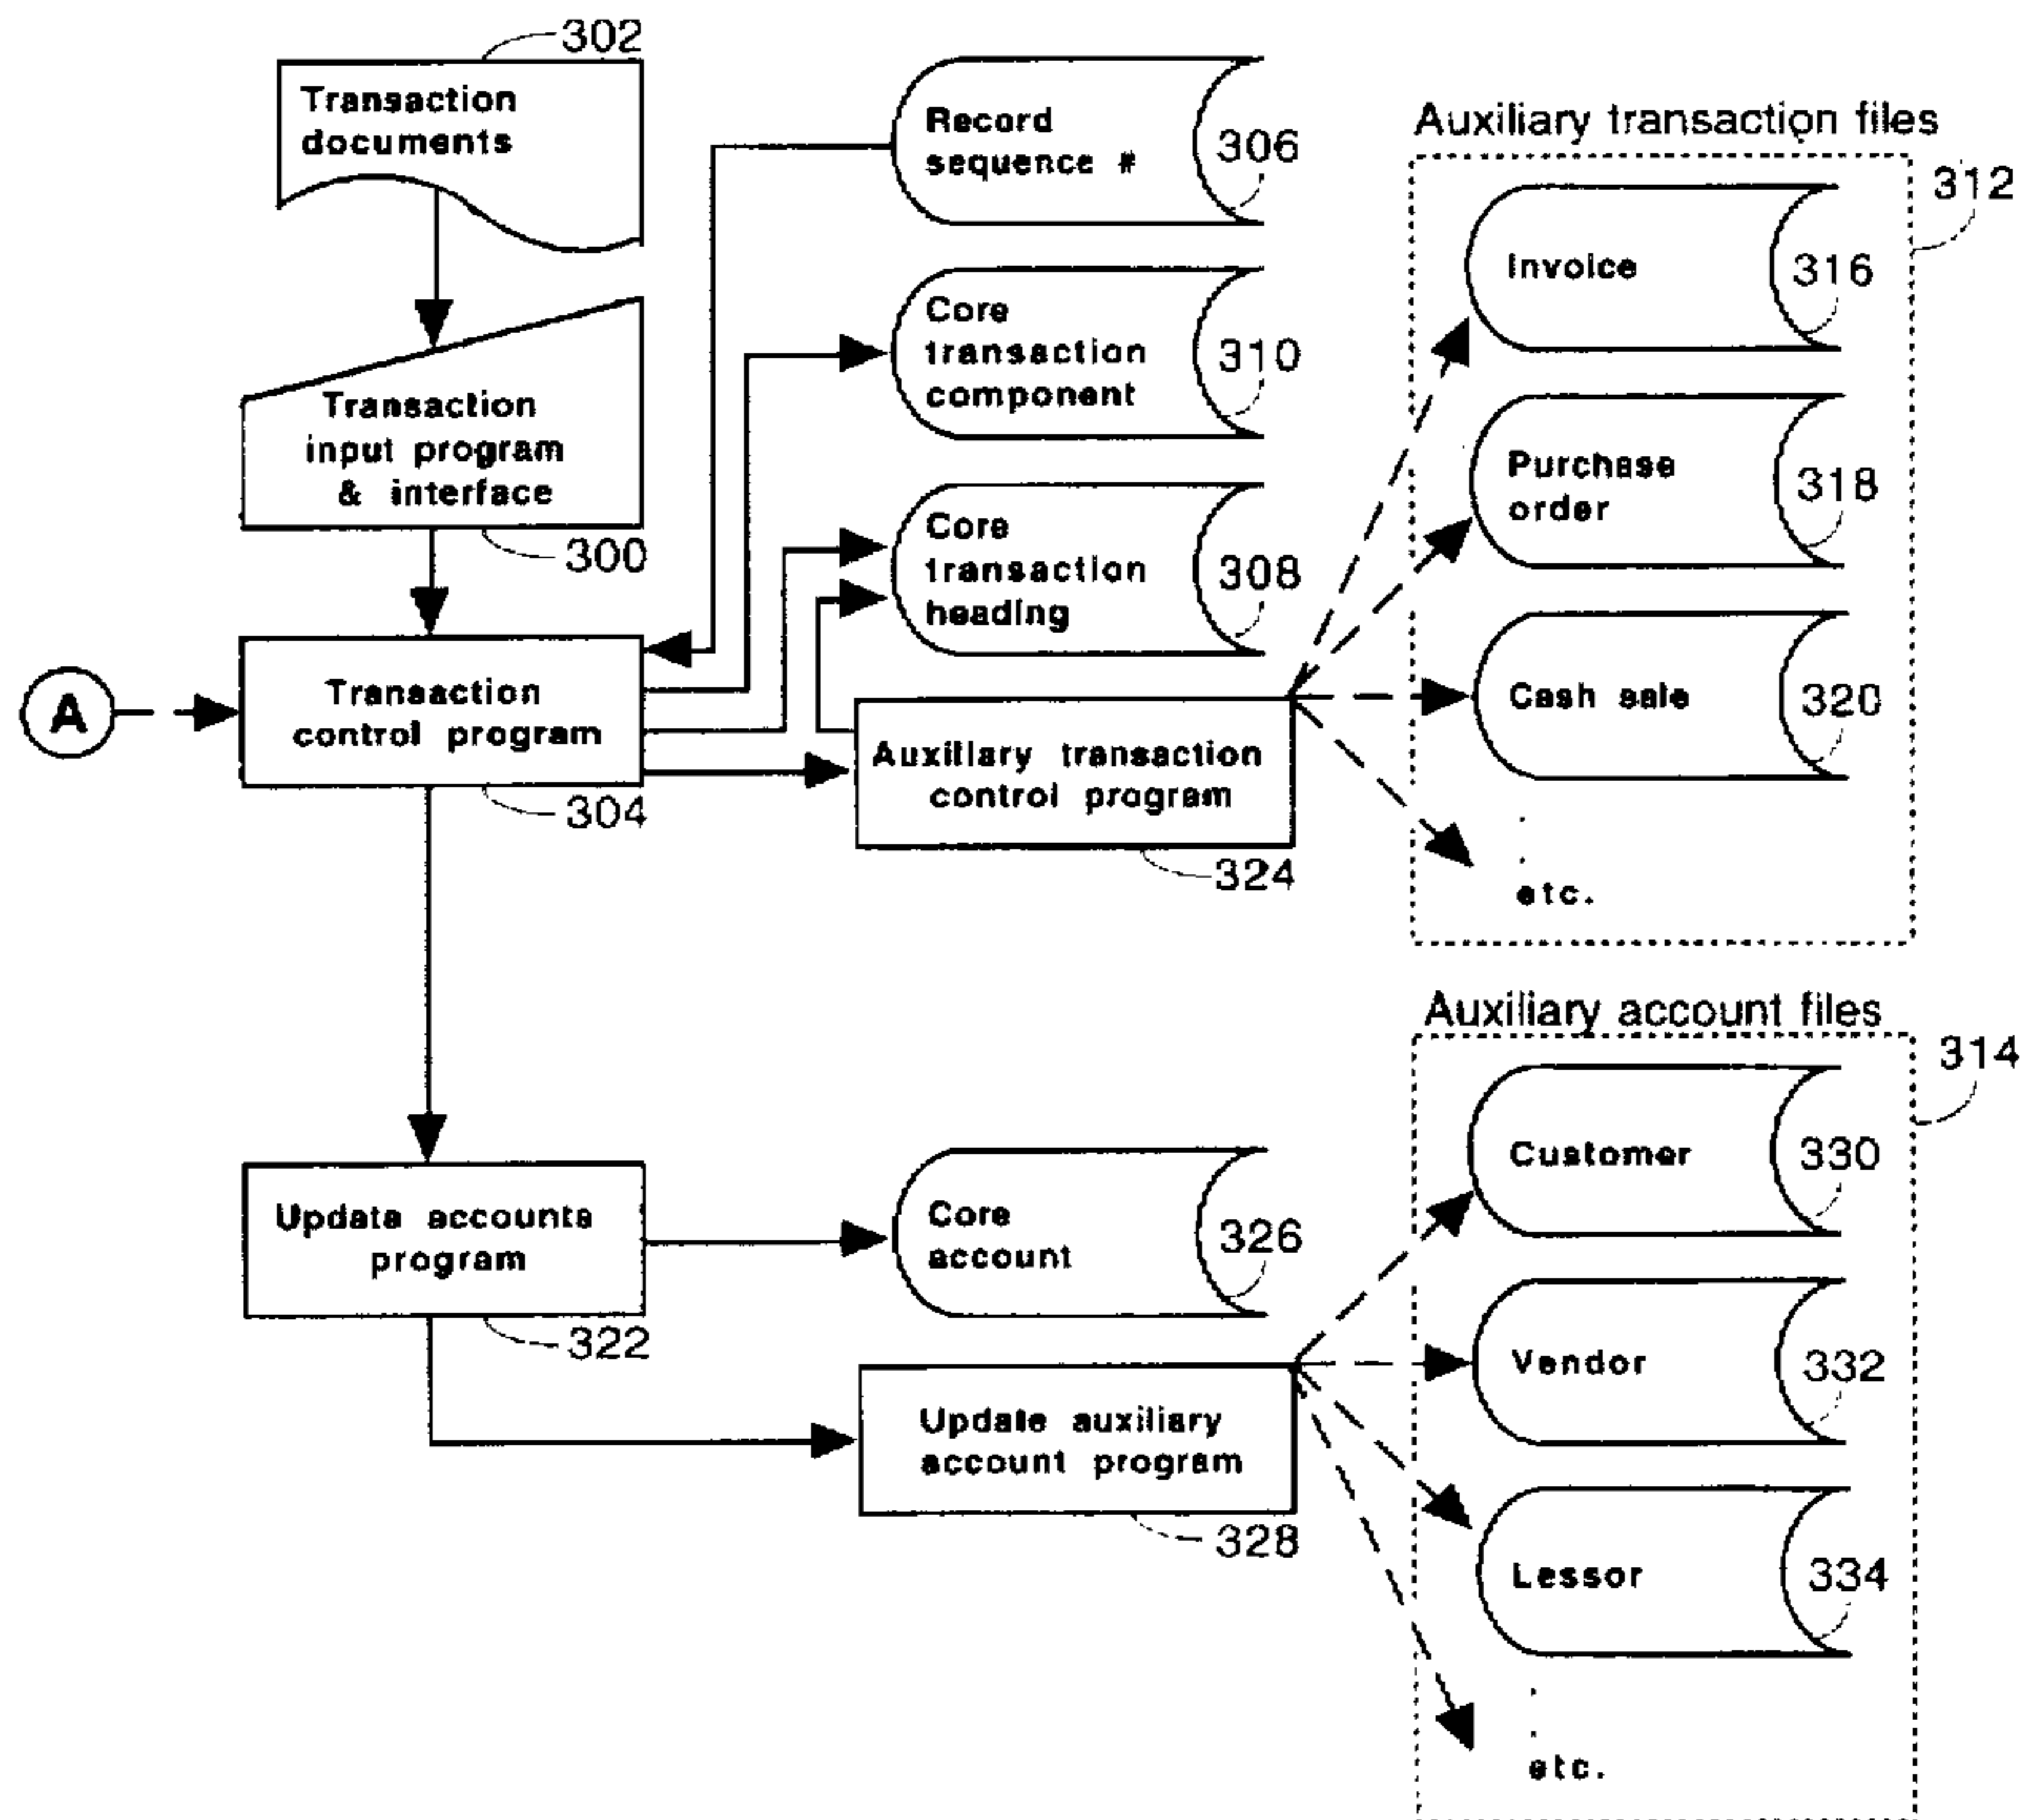 302
Transaction
documents
Record
sequence #
306
Auxiliary transaction files
312
Invoice
316
Core
transaction
component
310
Transaction
input program
& interface
300
Purchase
order
318
Core
transaction
heading
308
A
Transaction
control program
304
Auxiliary transaction
control program
324
Cash sale
320
etc.
Auxiliary account files
314
Customer
330
Update accounts
program
322
Core
account
326
Vendor
332
Update auxiliary
account program
328
Lessor
334
etc.